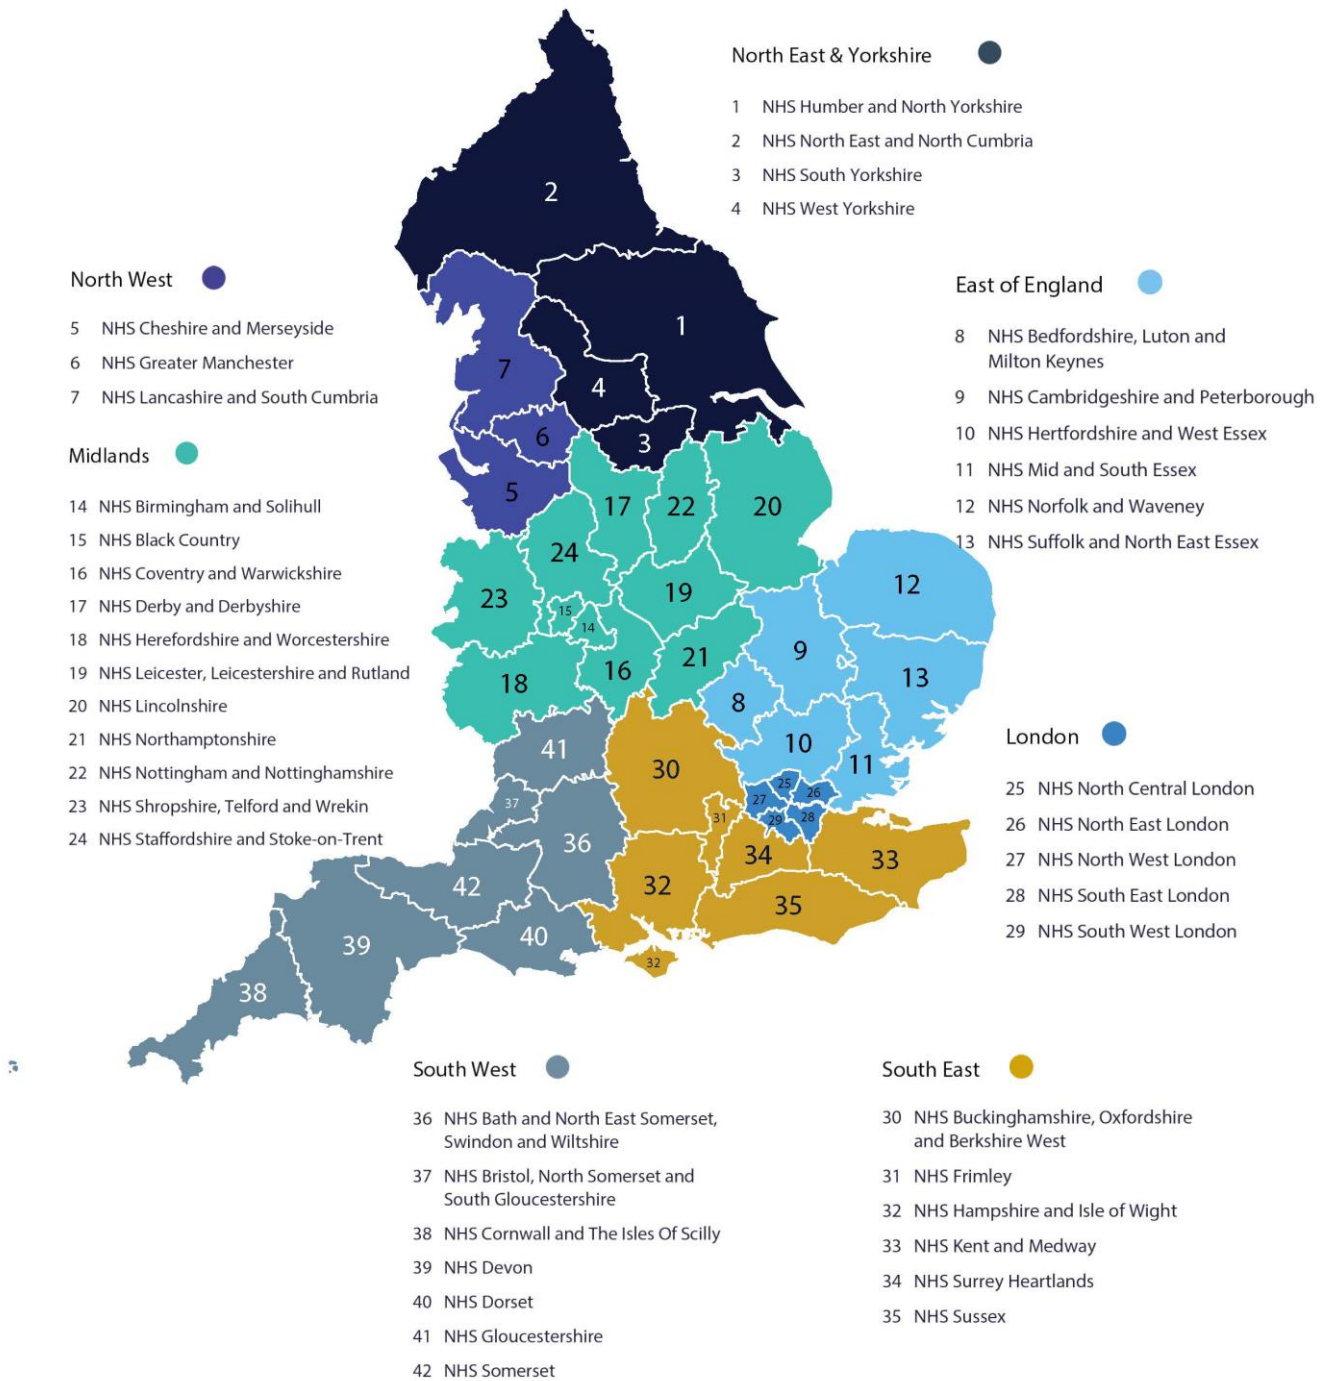 North East & Yorkshire
1 NHS Humber and North Yorkshire
2 NHS North East and North Cumbria
3 NHS South Yorkshire
4 NHS West Yorkshire
North West
5 NHS Cheshire and Merseyside
6 NHS Greater Manchester
7 NHS Lancashire and South Cumbria
Midlands
14 NHS Birmingham and Solihull
15 NHS Black Country
16 NHS Coventry and Warwickshire
17 NHS Derby and Derbyshire
18 NHS Herefordshire and Worcestershire
19 NHS Leicester, Leicestershire and Rutland
20 NHS Lincolnshire
21 NHS Northamptonshire
22 NHS Nottingham and Nottinghamshire
23 NHS Shropshire, Telford and Wrekin
24 NHS Staffordshire and Stoke-on-Trent
East of England
8 NHS Bedfordshire, Luton and
Milton Keynes
9 NHS Cambridgeshire and Peterborough
10 NHS Hertfordshire and West Essex
11 NHS Mid and South Essex
12 NHS Norfolk and Waveney
13 NHS Suffolk and North East Essex
London
25 NHS North Central London
26 NHS North East London
27 NHS North West London
28 NHS South East London
29 NHS South West London
2
1
7
4
6
3
5
17
22
20
24
12
23
19
15
14
9
21
16
13
18
8
10
41
30
11
25
26
27
37
31
29
28
36
34
33
42
32
35
40
39
32
38
South West
36 NHS Bath and North East Somerset,
Swindon and Wiltshire
37 NHS Bristol, North Somerset and
South Gloucestershire
38 NHS Cornwall and The Isles Of Scilly
39 NHS Devon
40 NHS Dorset
41 NHS Gloucestershire
42 NHS Somerset
South East
30 NHS Buckinghamshire, Oxfordshire
and Berkshire West
31 NHS Frimley
32 NHS Hampshire and Isle of Wight
33 NHS Kent and Medway
34 NHS Surrey Heartlands
35 NHS Sussex